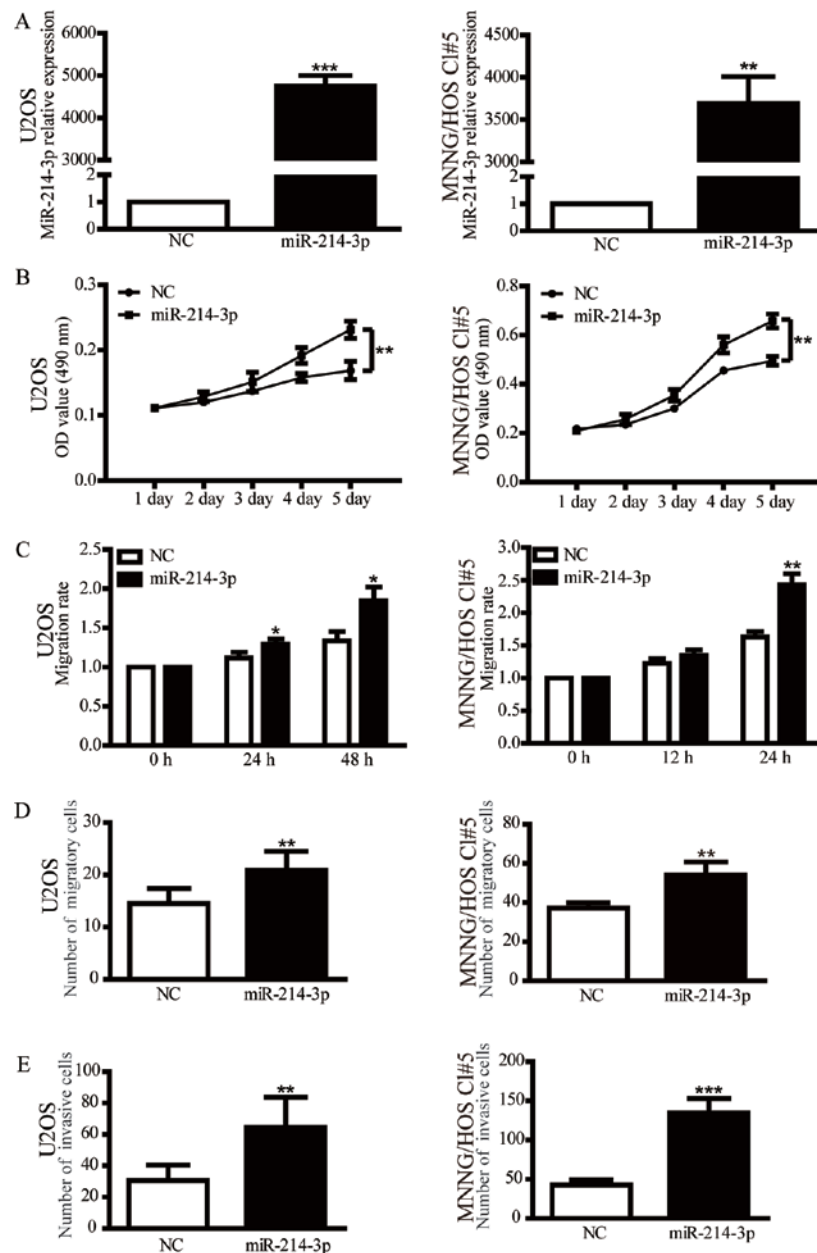 A
U2OS
MiR-214-3p relative expression
6000
5000
4000
3000
2
1
0
***
NC
miR-214-3p
MNNG/HOS Cl#5
MiR-214-3p relative expression
4500
4000
3500
3000
2
1
0
**
NC
miR-214-3p
B
U2OS
OD value (490 nm)
0.3
0.2
0.1
0.0
NC
miR-214-3p
**
1 day 2 day 3 day 4 day 5 day
MNNG/HOS Cl#5
OD value (490 nm)
0.8
0.6
0.4
0.2
0.0
NC
miR-214-3p
**
1 day 2 day 3 day 4 day 5 day
C
U2OS
Migration rate
2.5
2.0
1.5
1.0
0.5
0.0
NC
miR-214-3p
*
*
0 h 24 h 48 h
MNNG/HOS Cl#5
Migration rate
3.0
2.5
2.0
1.5
1.0
0.5
0.0
NC
miR-214-3p
**
0 h 12 h 24 h
D
U2OS
Number of migratory cells
30
20
10
0
**
NC
miR-214-3p
MNNG/HOS Cl#5
Number of migratory cells
80
60
40
20
0
**
NC
miR-214-3p
E
U2OS
Number of invasive cells
100
80
60
40
20
0
**
NC
miR-214-3p
MNNG/HOS Cl#5
Number of invasive cells
200
150
100
50
0
***
NC
miR-214-3p